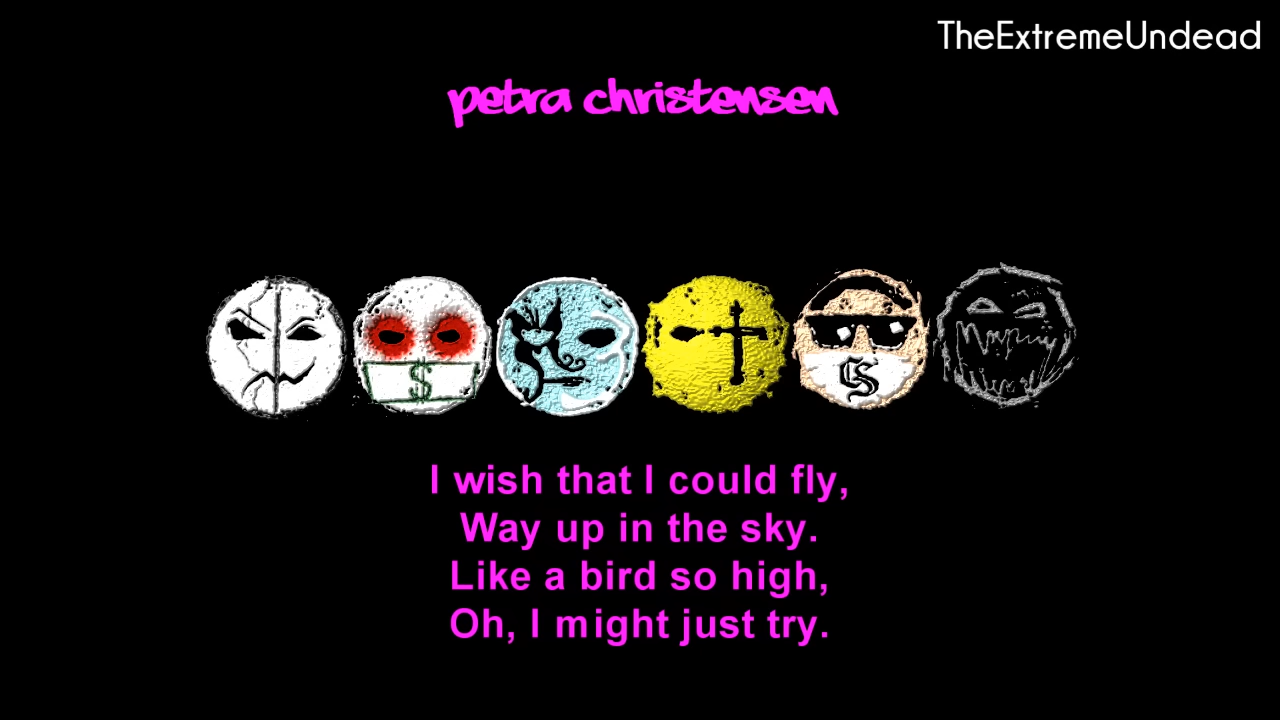 TheExtremeUndead
petra christensen
$
S
I wish that I could fly,
Way up in the sky.
Like a bird so high,
Oh, I might just try.